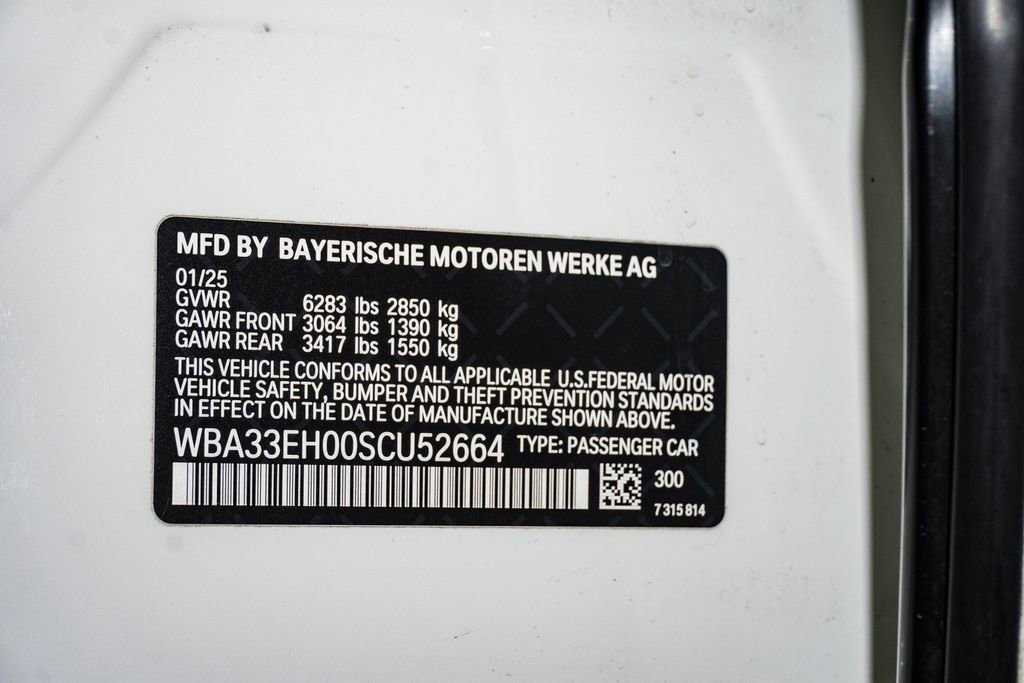 MFD BY BAYERISCHE MOTOREN WERKE AG
01/25
GVWR 6283 lbs 2850 kg
GAWR FRONT 3064 lbs 1390 kg
GAWR REAR 3417 lbs 1550 kg
THIS VEHICLE CONFORMS TO ALL APPLICABLE U.S.FEDERAL MOTOR
VEHICLE SAFETY, BUMPER AND THEFT PREVENTION STANDARDS
IN EFFECT ON THE DATE OF MANUFACTURE SHOWN ABOVE.
WBA33EH00SCU52664 TYPE: PASSENGER CAR
300
7 315 814